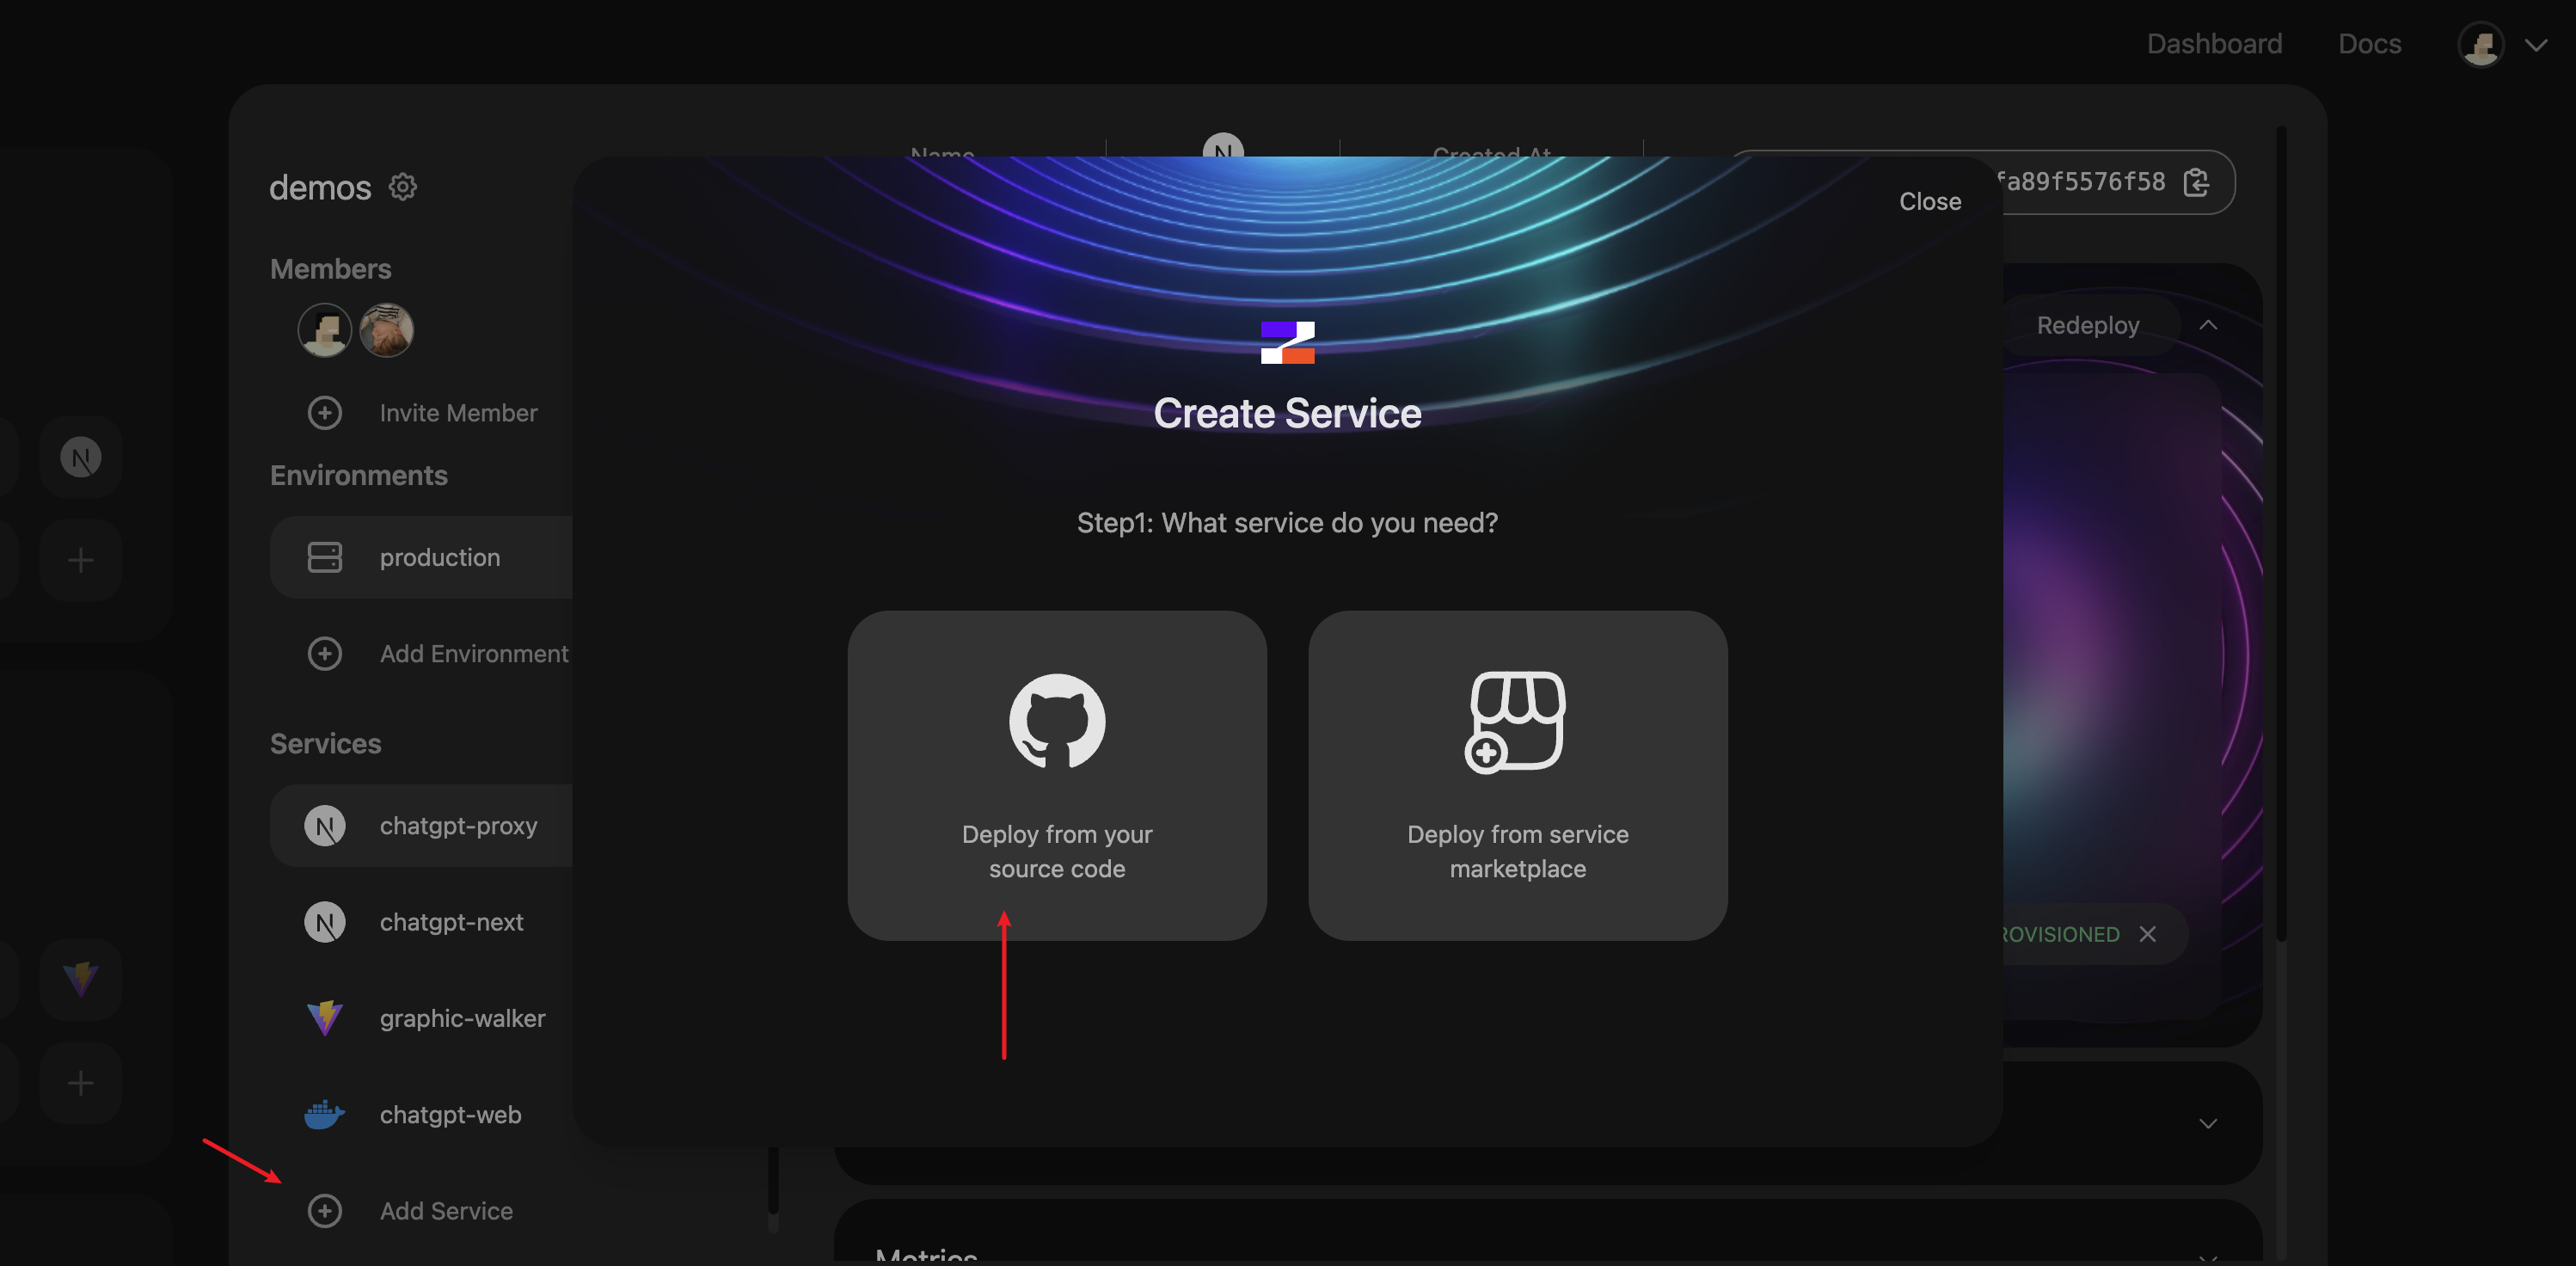 Dashboard
Docs
Name
Created At
fa89f5576f58
demos
Close
Members
Redeploy
Invite Member
Create Service
Environments
Step1: What service do you need?
production
Add Environment
Services
chatgpt-proxy
Deploy from your
source code
Deploy from service
marketplace
chatgpt-next
ROVISIONED
graphic-walker
chatgpt-web
Add Service
Metrics